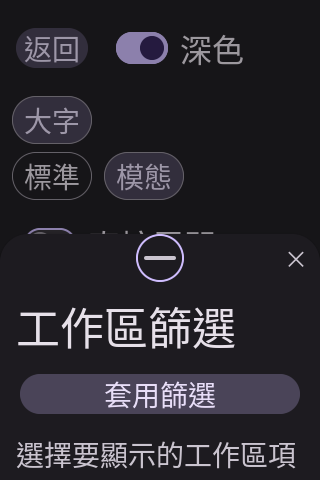 返回 深色
大字
標準 模態
工作區篩選
套用篩選
選擇要顯示的工作區項